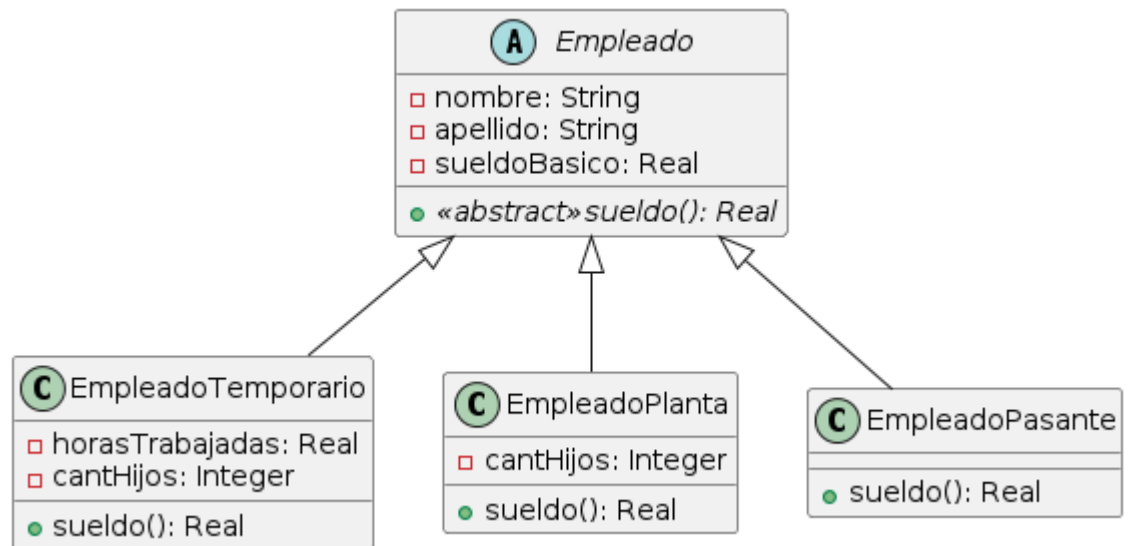 A Empleado
nombre: String
apellido: String
sueldoBasico: Real
«abstract» sueldo(): Real
C EmpleadoTemporario
horasTrabajadas: Real
cantHijos: Integer
sueldo(): Real
C EmpleadoPlanta
cantHijos: Integer
sueldo(): Real
C EmpleadoPasante
sueldo(): Real